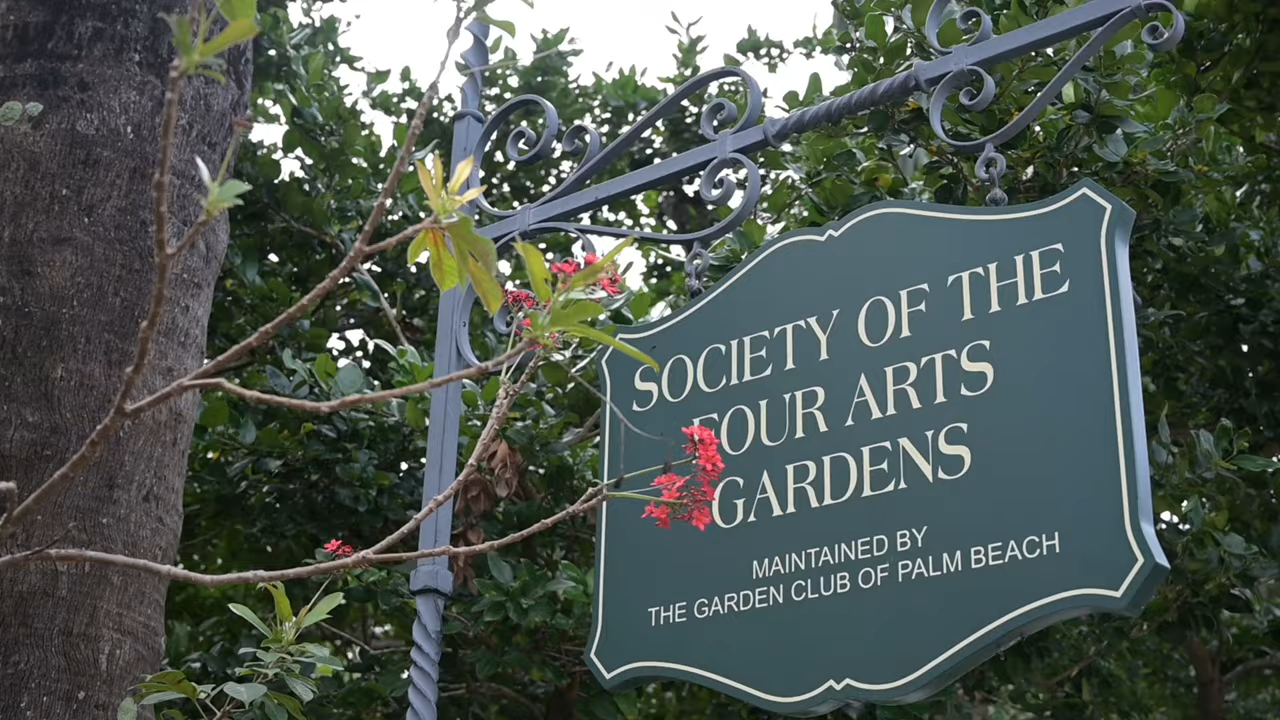 SOCIETY OF THE
FOUR ARTS
GARDENS
MAINTAINED BY
THE GARDEN CLUB OF PALM BEACH